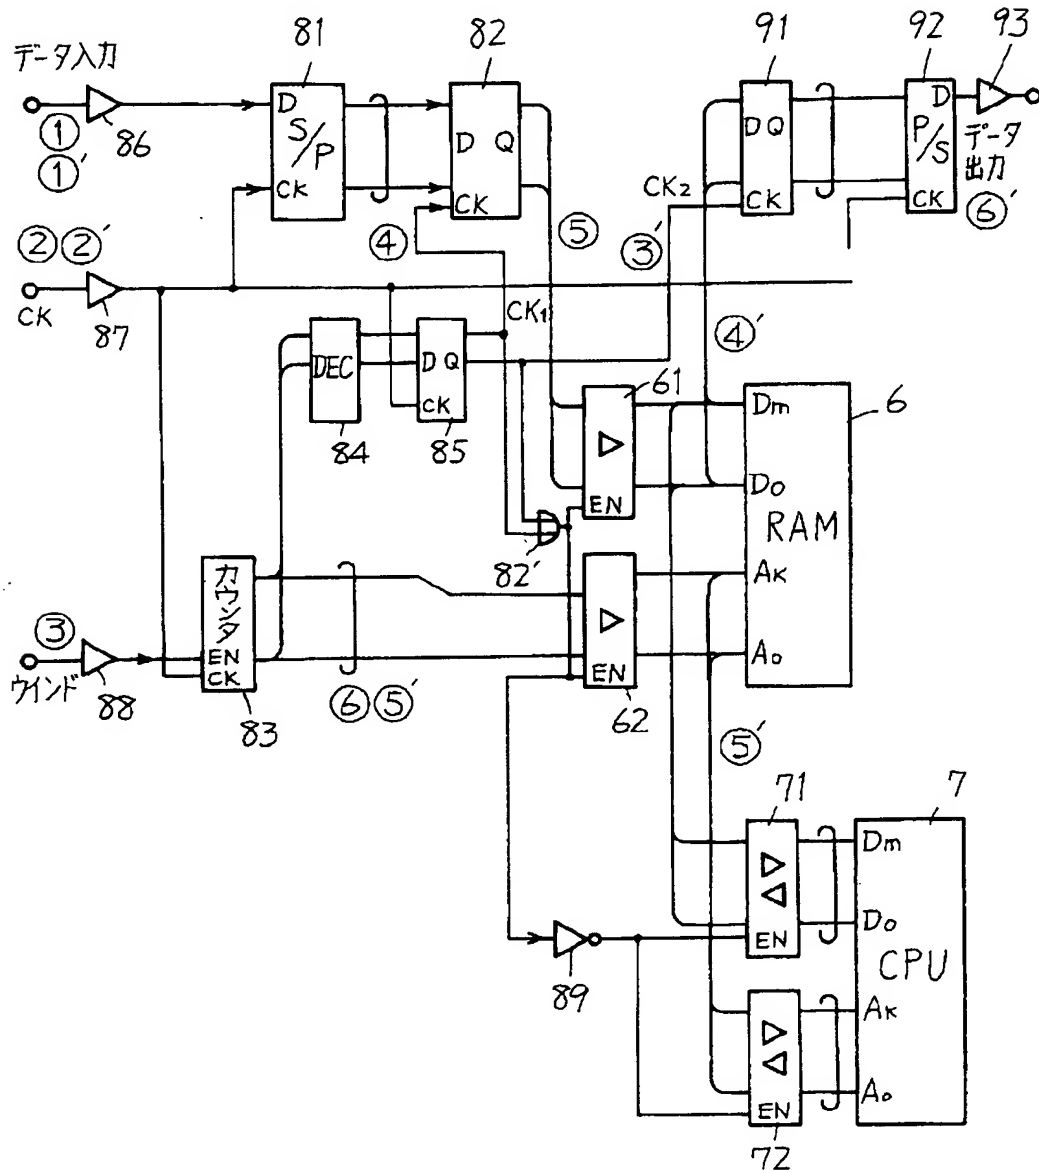 81
82
91
92
93
データ入力
D
S/P
CK
D Q
CK
D Q
CK
D
P/S
CK
データ
出力
⑥'
①
①'
86
CK₂
④
⑤
③'
②②'
CK
87
CK₁
④'
DEC
D Q
CK
84
85
61
▷
EN
6
Dm
Do
RAM
AK
Ao
82'
カウンタ
EN
CK
③
ウインド
88
83
⑥⑤'
▷
EN
62
⑤'
71
7
▷
◁
EN
Dm
Do
CPU
AK
Ao
89
▷
◁
EN
72